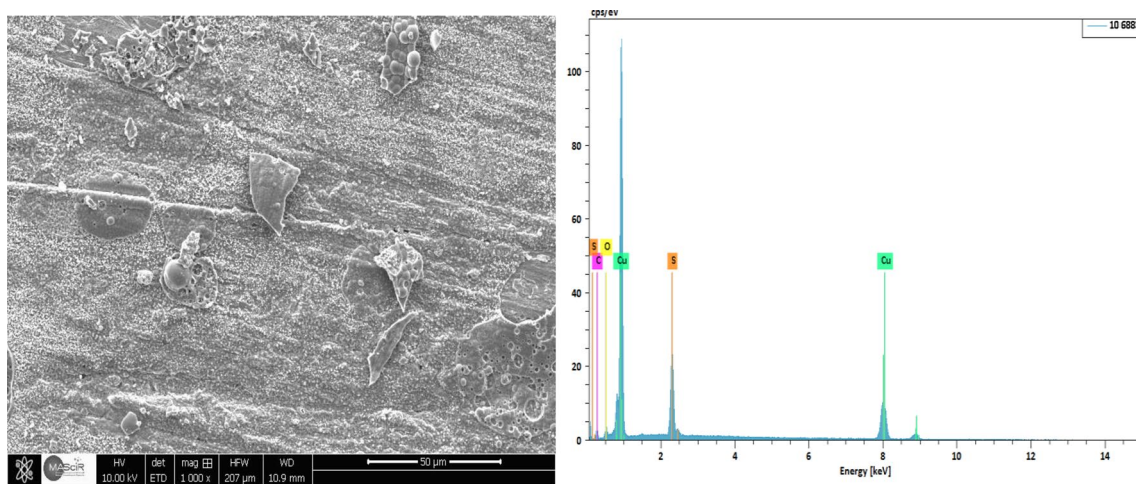 MAScIR
HV det mag HFW WD
10.00 kV ETD 1 000 x 207 µm 10.9 mm
50 µm
cps/ev
10 688
100
80
60
40
20
0
S O
C Cu S Cu
2 4 6 8 10 12 14
Energy [keV]